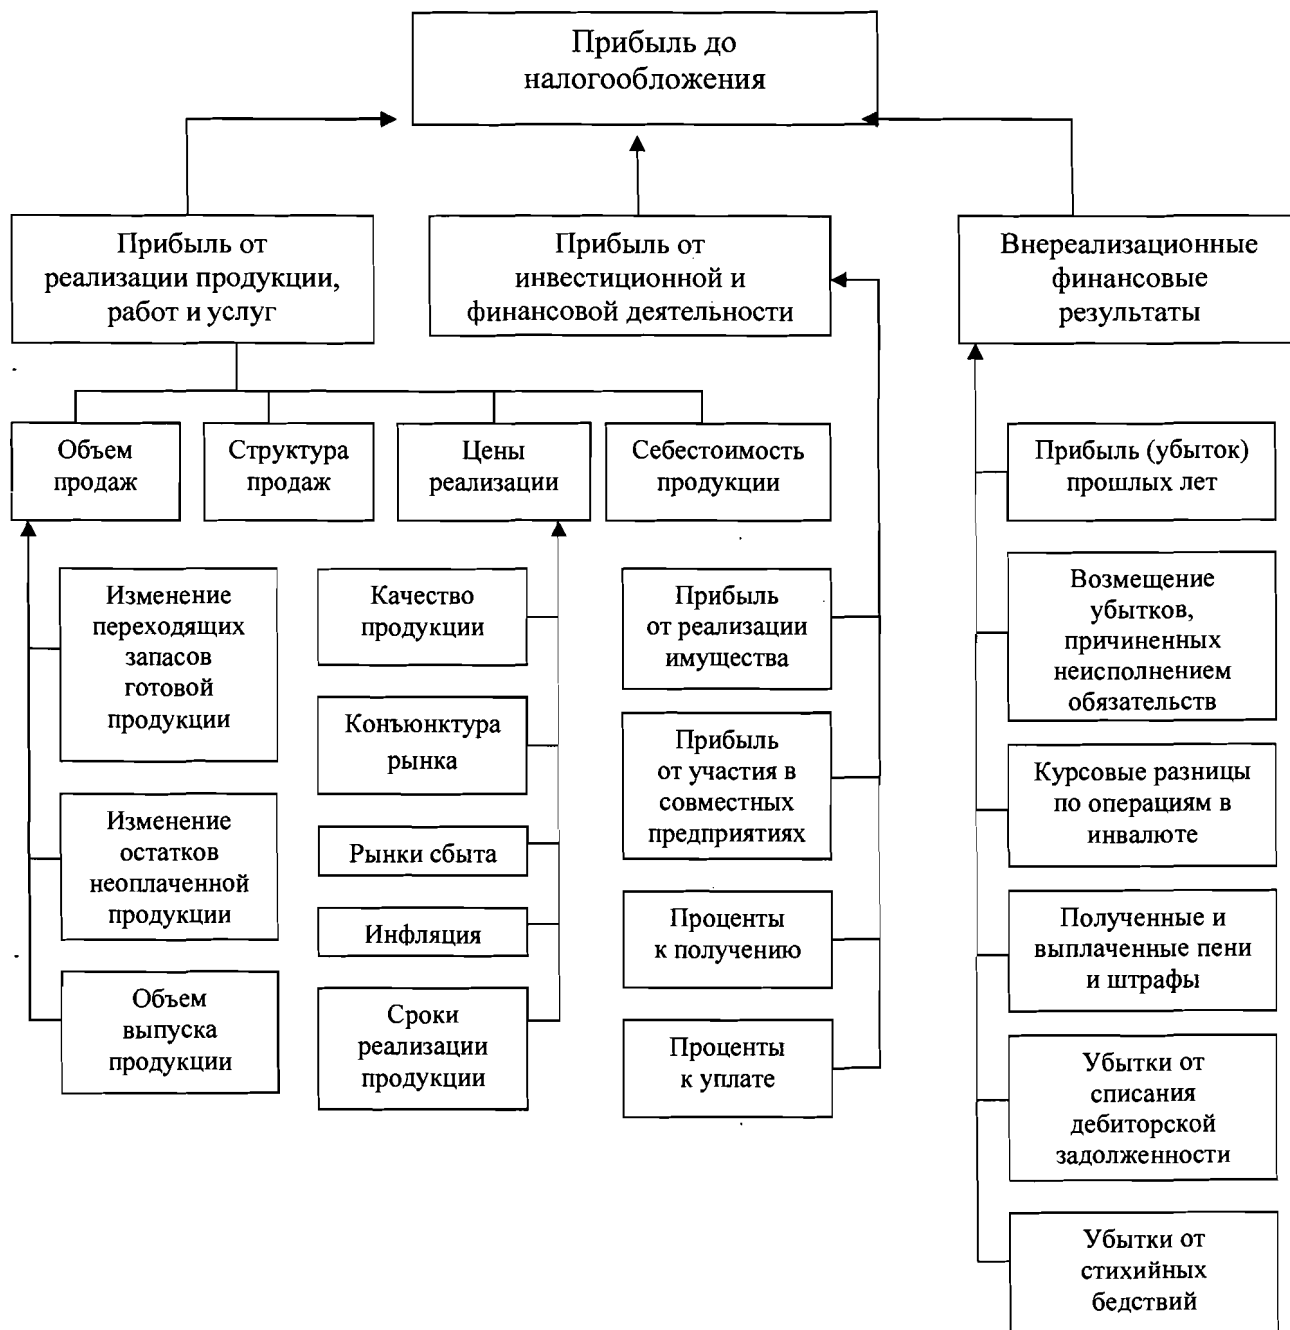 Прибыль до
налогообложения
Прибыль от
реализации продукции,
работ и услуг
Прибыль от
инвестиционной и
финансовой деятельности
Внереализационные
финансовые
результаты
Объем
продаж
Структура
продаж
Цены
реализации
Себестоимость
продукции
Изменение
переходящих
запасов
готовой
продукции
Изменение
остатков
неоплаченной
продукции
Объем
выпуска
продукции
Качество
продукции
Конъюнктура
рынка
Рынки сбыта
Инфляция
Сроки
реализации
продукции
Прибыль
от реализации
имущества
Прибыль
от участия в
совместных
предприятиях
Проценты
к получению
Проценты
к уплате
Прибыль (убыток)
прошлых лет
Возмещение
убытков,
причиненных
неисполнением
обязательств
Курсовые разницы
по операциям в
инвалюте
Полученные и
выплаченные пени
и штрафы
Убытки от
списания
дебиторской
задолженности
Убытки от
стихийных
бедствий